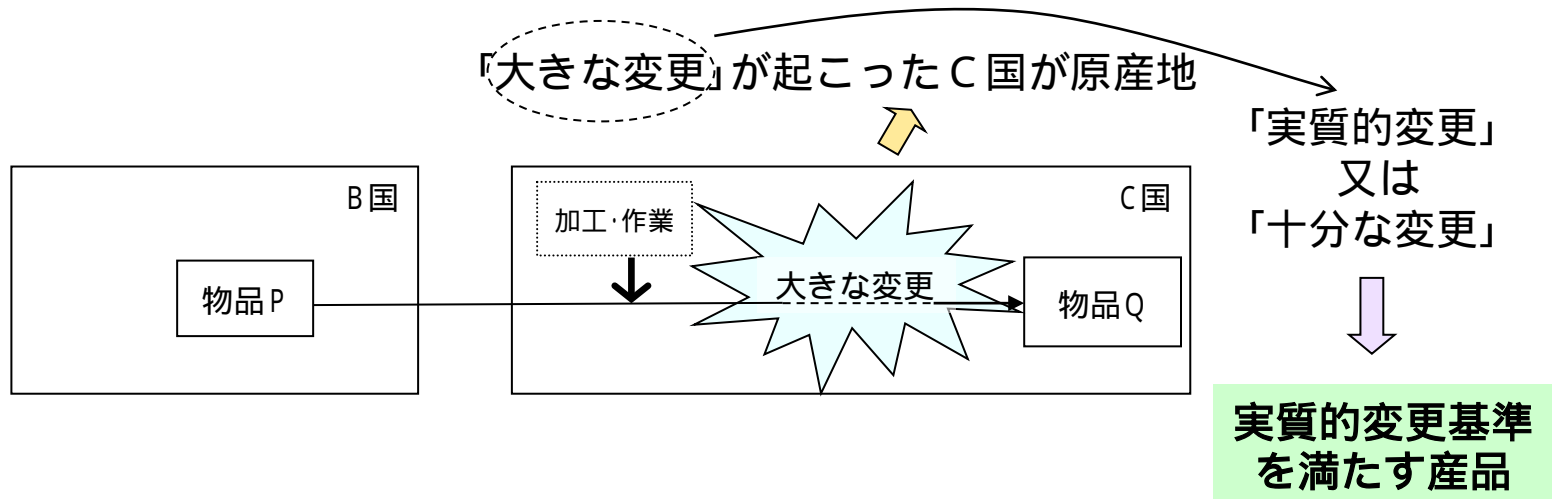 「大きな変更」が起こったC国が原産地
「実質的変更」
又は
「十分な変更」
B国
C国
加工・作業
大きな変更
物品P
物品Q
実質的変更基準
を満たす産品